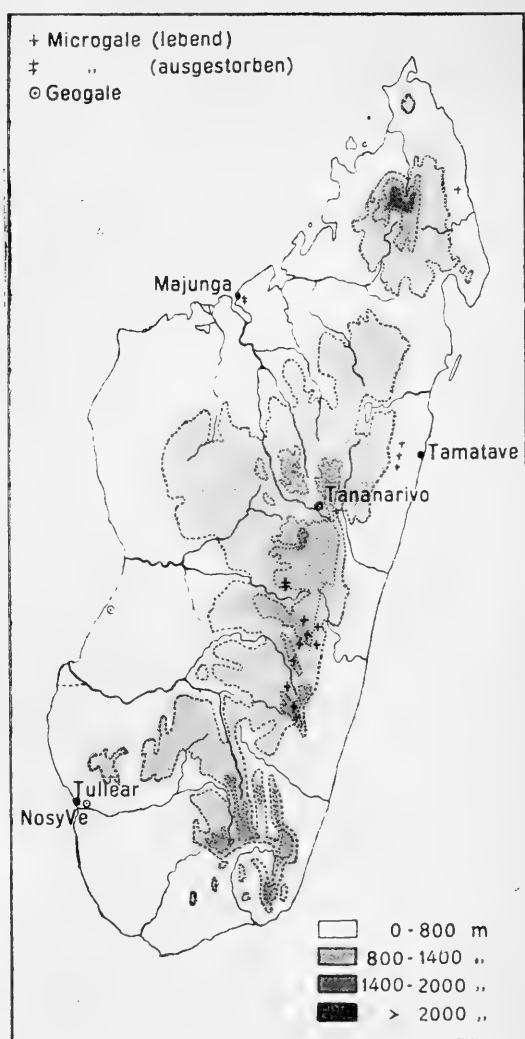 + Microgale (lebend)
‡ „ (ausgestorben)
⊙ Geogale
Majunga
Tamatave
Tananarivo
Tullear
NosyVe
0-800 m
800-1400 „
1400-2000 „
> 2000 „